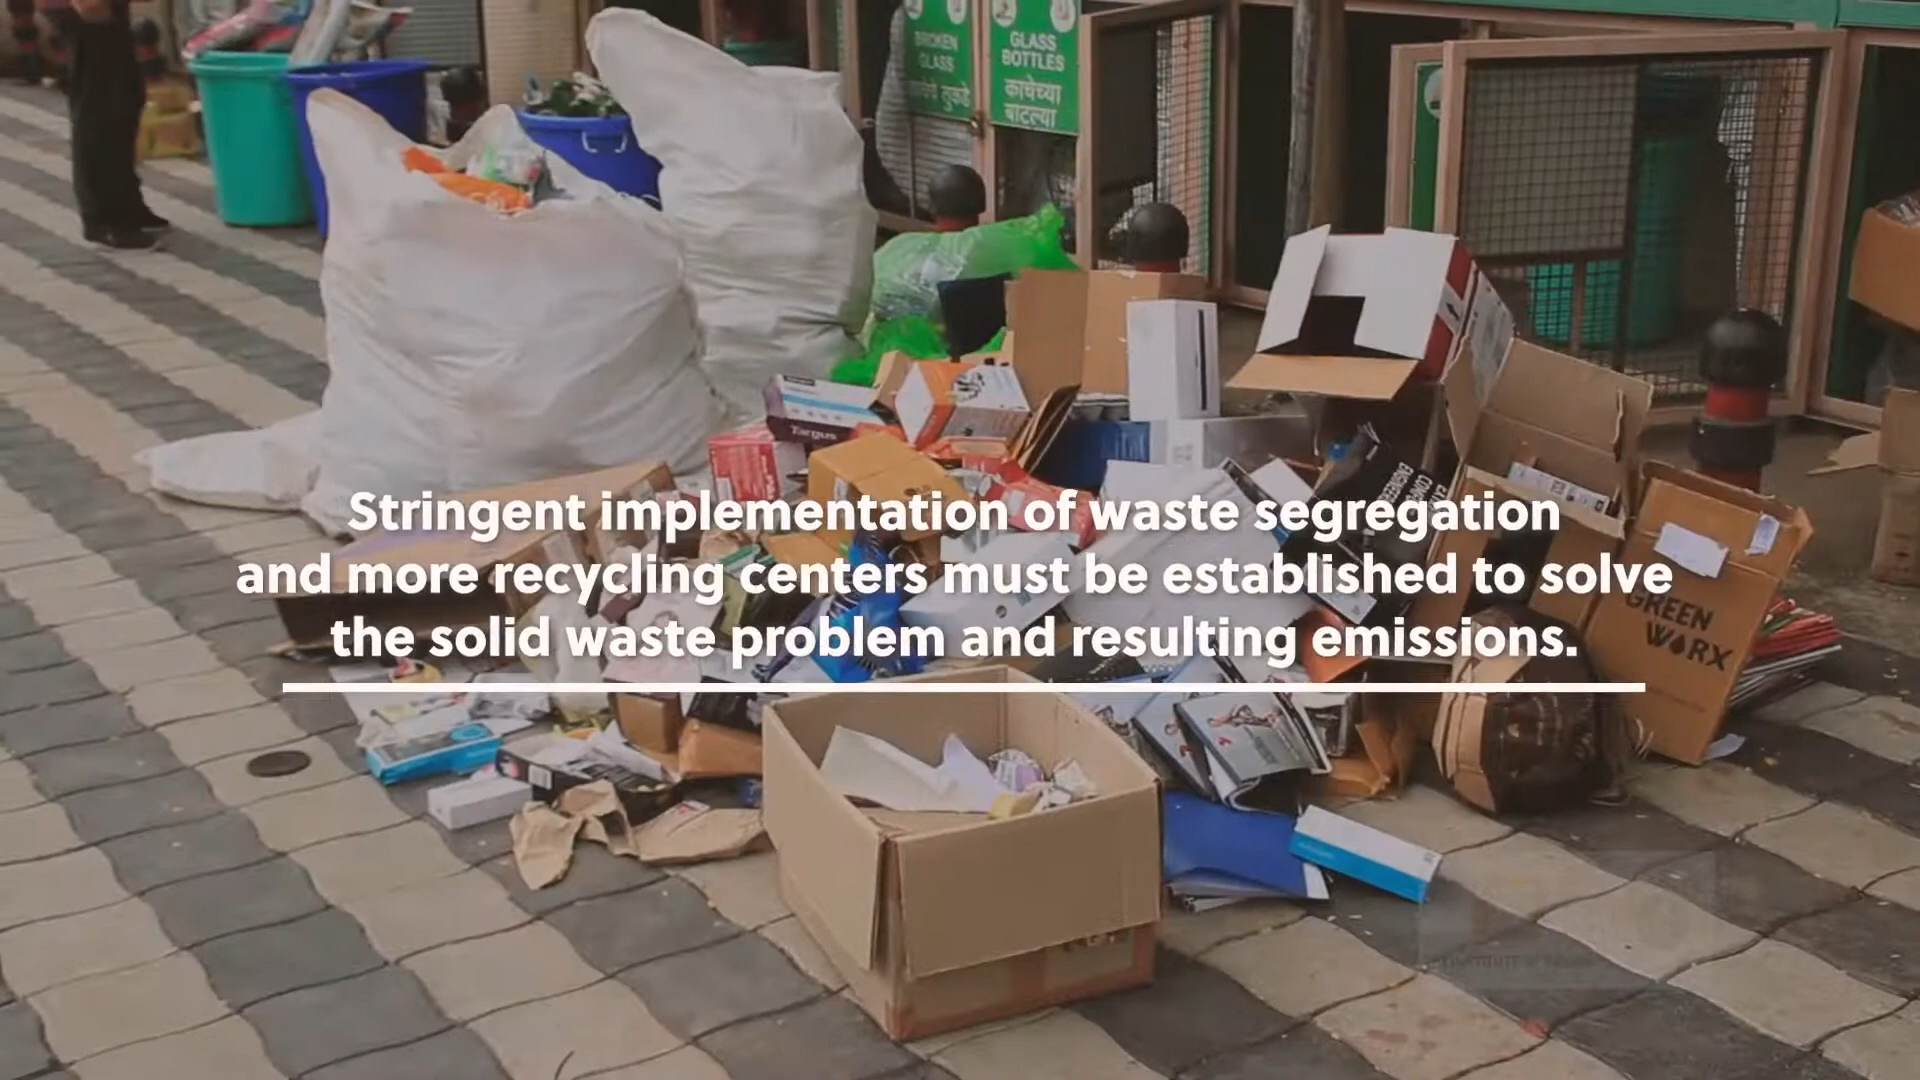 BROKEN
GLASS
GLASS
BOTTLES
काचेच्या
बाटल्या
Targus
Stringent implementation of waste segregation
and more recycling centers must be established to solve
the solid waste problem and resulting emissions.
GREEN
WORX